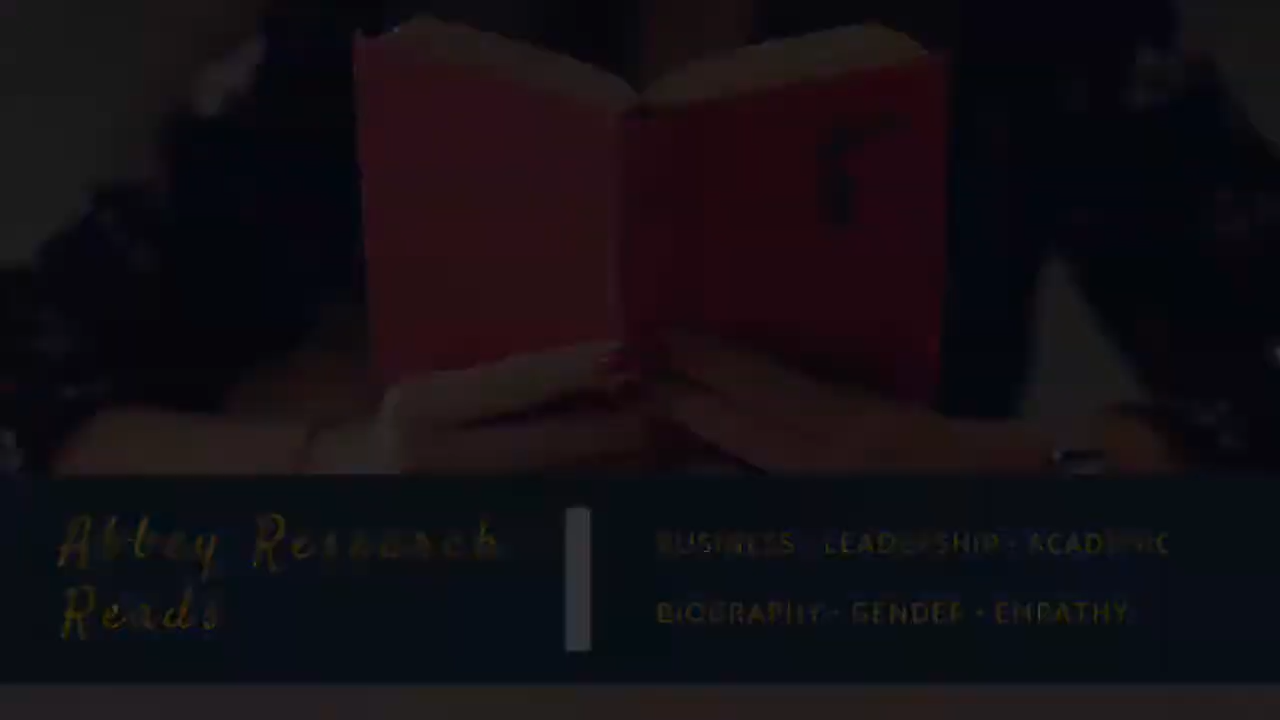 Abbey Research
Reads
BUSINESS · LEADERSHIP · ACADEMIC
BIOGRAPHY · GENDER · EMPATHY